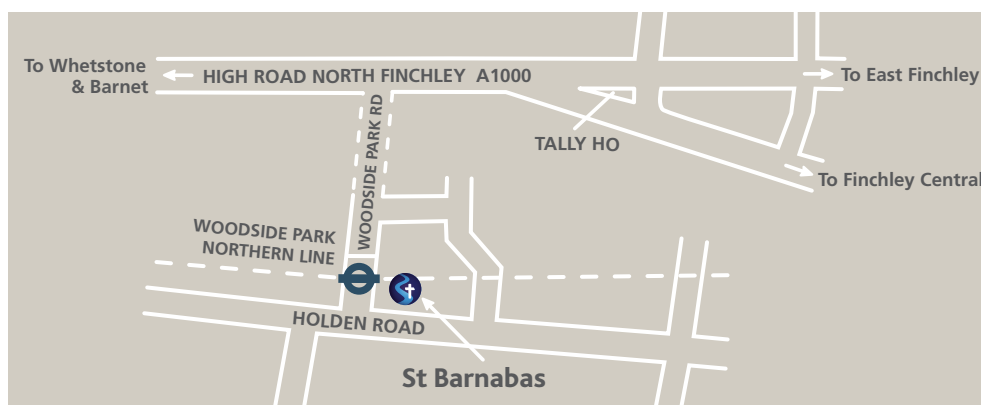 To Whetstone
& Barnet
HIGH ROAD NORTH FINCHLEY A1000
To East Finchley
WOODSIDE PARK RD
TALLY HO
To Finchley Central
WOODSIDE PARK
NORTHERN LINE
HOLDEN ROAD
St Barnabas